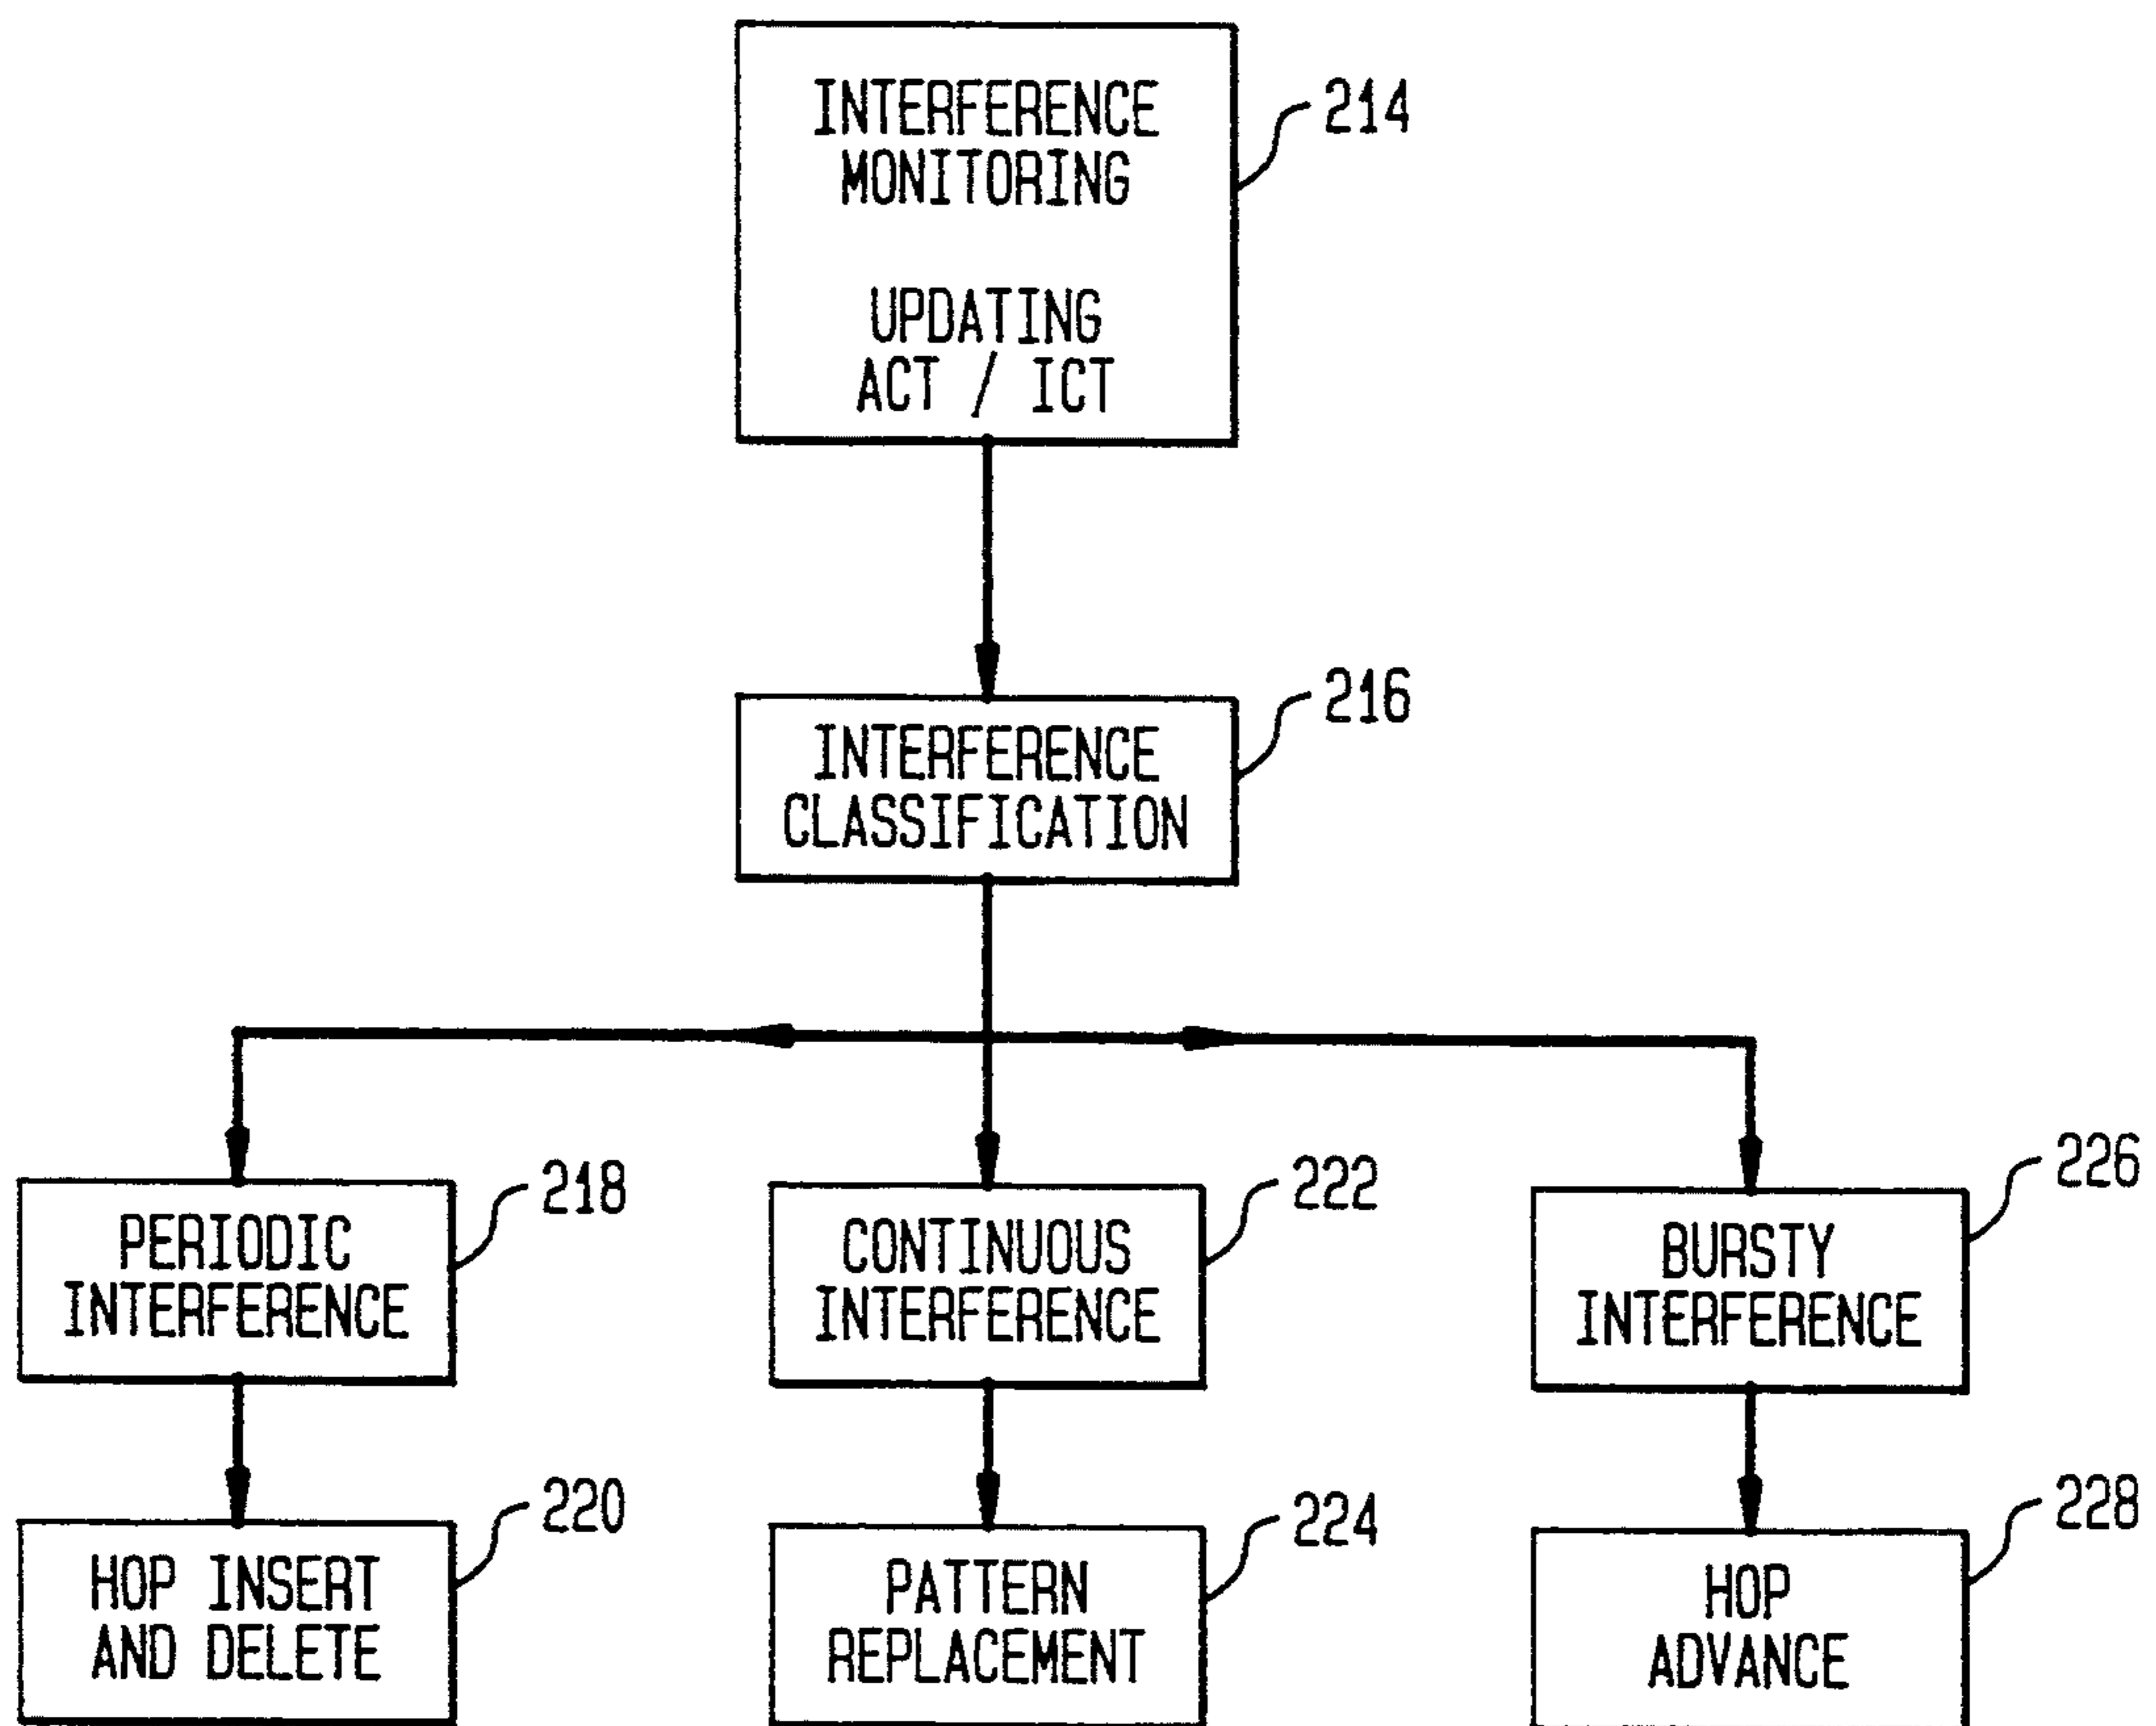 INTERFERENCE
MONITORING
UPDATING
ACT / ICT
214
INTERFERENCE
CLASSIFICATION
216
PERIODIC
INTERFERENCE
218
CONTINUOUS
INTERFERENCE
222
BURSTY
INTERFERENCE
226
HOP INSERT
AND DELETE
220
PATTERN
REPLACEMENT
224
HOP
ADVANCE
228